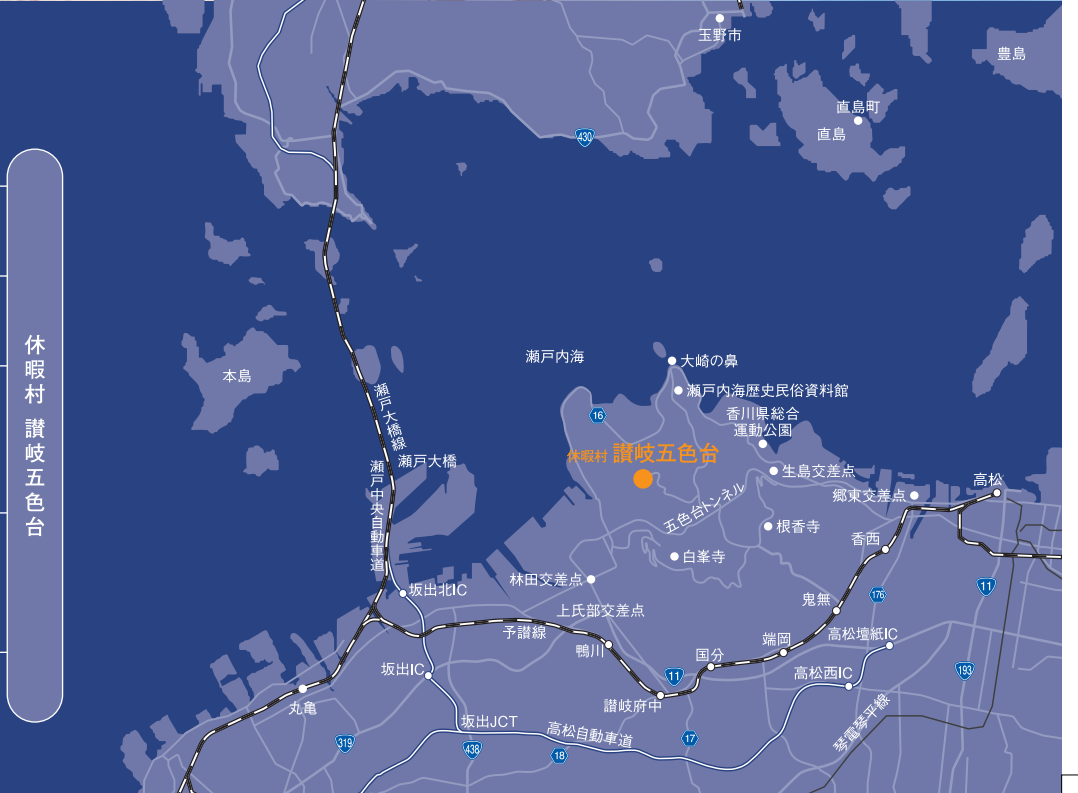 玉野市
豊島
直島町
直島
430
休暇村 讃岐五色台
本島
瀬戸内海
大崎の鼻
瀬戸内海歴史民俗資料館
16
香川県総合
運動公園
瀬戸大橋線
瀬戸大橋
瀬戸中央自動車道
休暇村 讃岐五色台
生島交差点
郷東交差点
高松
五色台トンネル
根香寺
香西
白峯寺
林田交差点
坂出北IC
上氏部交差点
予讃線
鴨川
鬼無
176
11
高松壇紙IC
端岡
国分
坂出IC
11
高松西IC
193
讃岐府中
丸亀
坂出JCT
高松自動車道
琴電琴平線
319
438
18
17